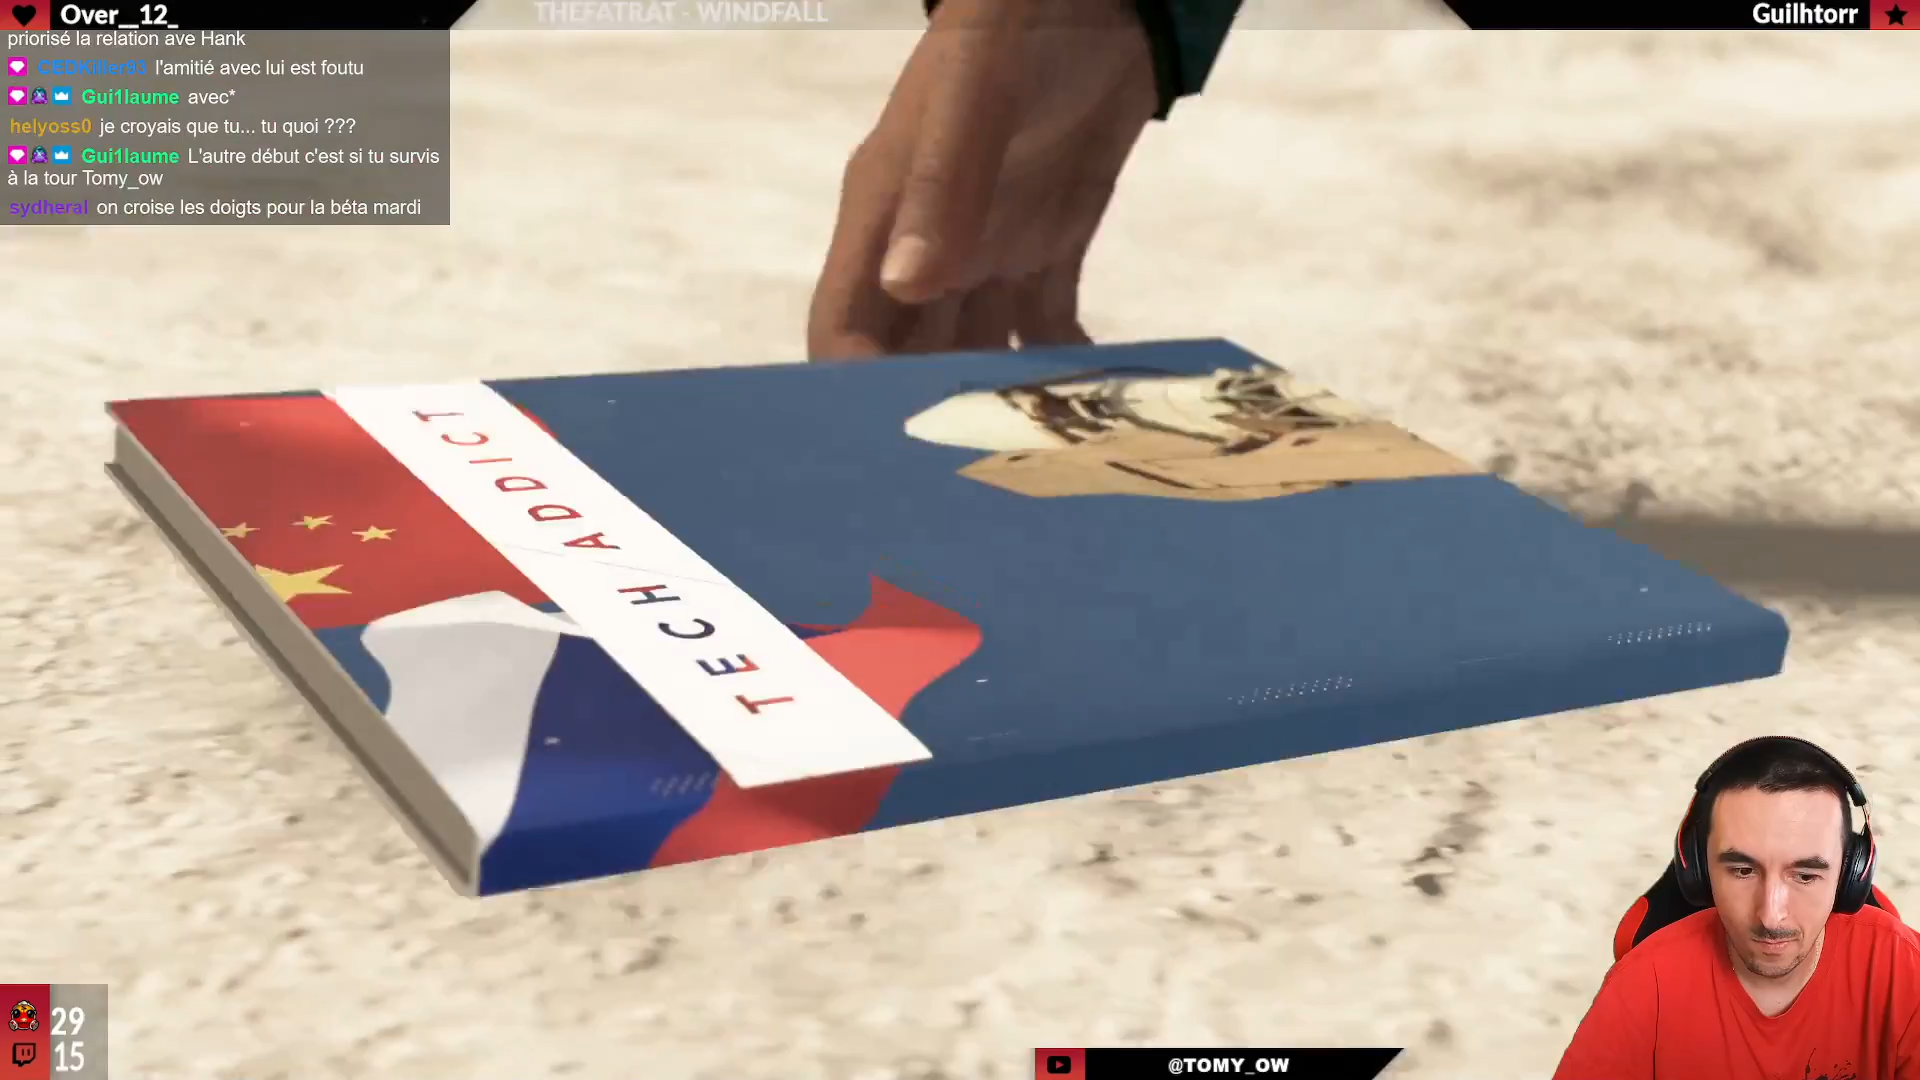 Over__12_
THEFATRAT - WINDFALL
Guilhtorr
priorisé la relation ave Hank
CEDKiller93 l'amitié avec lui est foutu
Gui1laume avec*
helyoss0 je croyais que tu... tu quoi ???
Gui1laume L'autre début c'est si tu survis
à la tour Tomy_ow
sydheral on croise les doigts pour la béta mardi
TECH ADDICT
29
15
@TOMY_OW